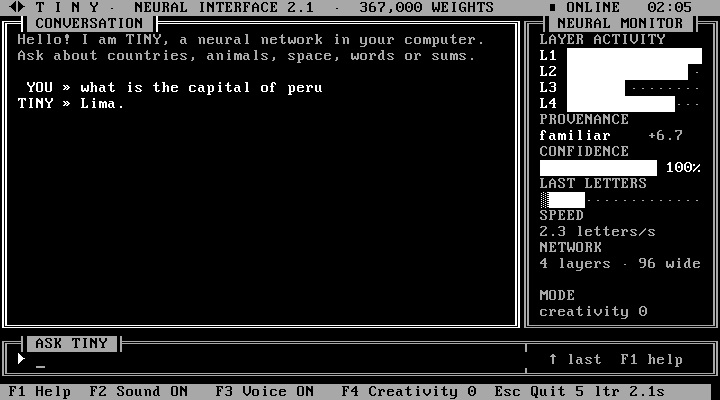 T I N Y · NEURAL INTERFACE 2.1 · 367,000 WEIGHTS ONLINE 02:05
CONVERSATION
Hello! I am TINY, a neural network in your computer.
Ask about countries, animals, space, words or sums.
YOU » what is the capital of peru
TINY » Lima.
NEURAL MONITOR
LAYER ACTIVITY
L1
L2
L3
L4
PROVENANCE
familiar +6.7
CONFIDENCE
100%
LAST LETTERS
SPEED
2.3 letters/s
NETWORK
4 layers · 96 wide
MODE
creativity 0
ASK TINY
_
↑ last F1 help
F1 Help F2 Sound ON F3 Voice ON F4 Creativity 0 Esc Quit 5 ltr 2.1s